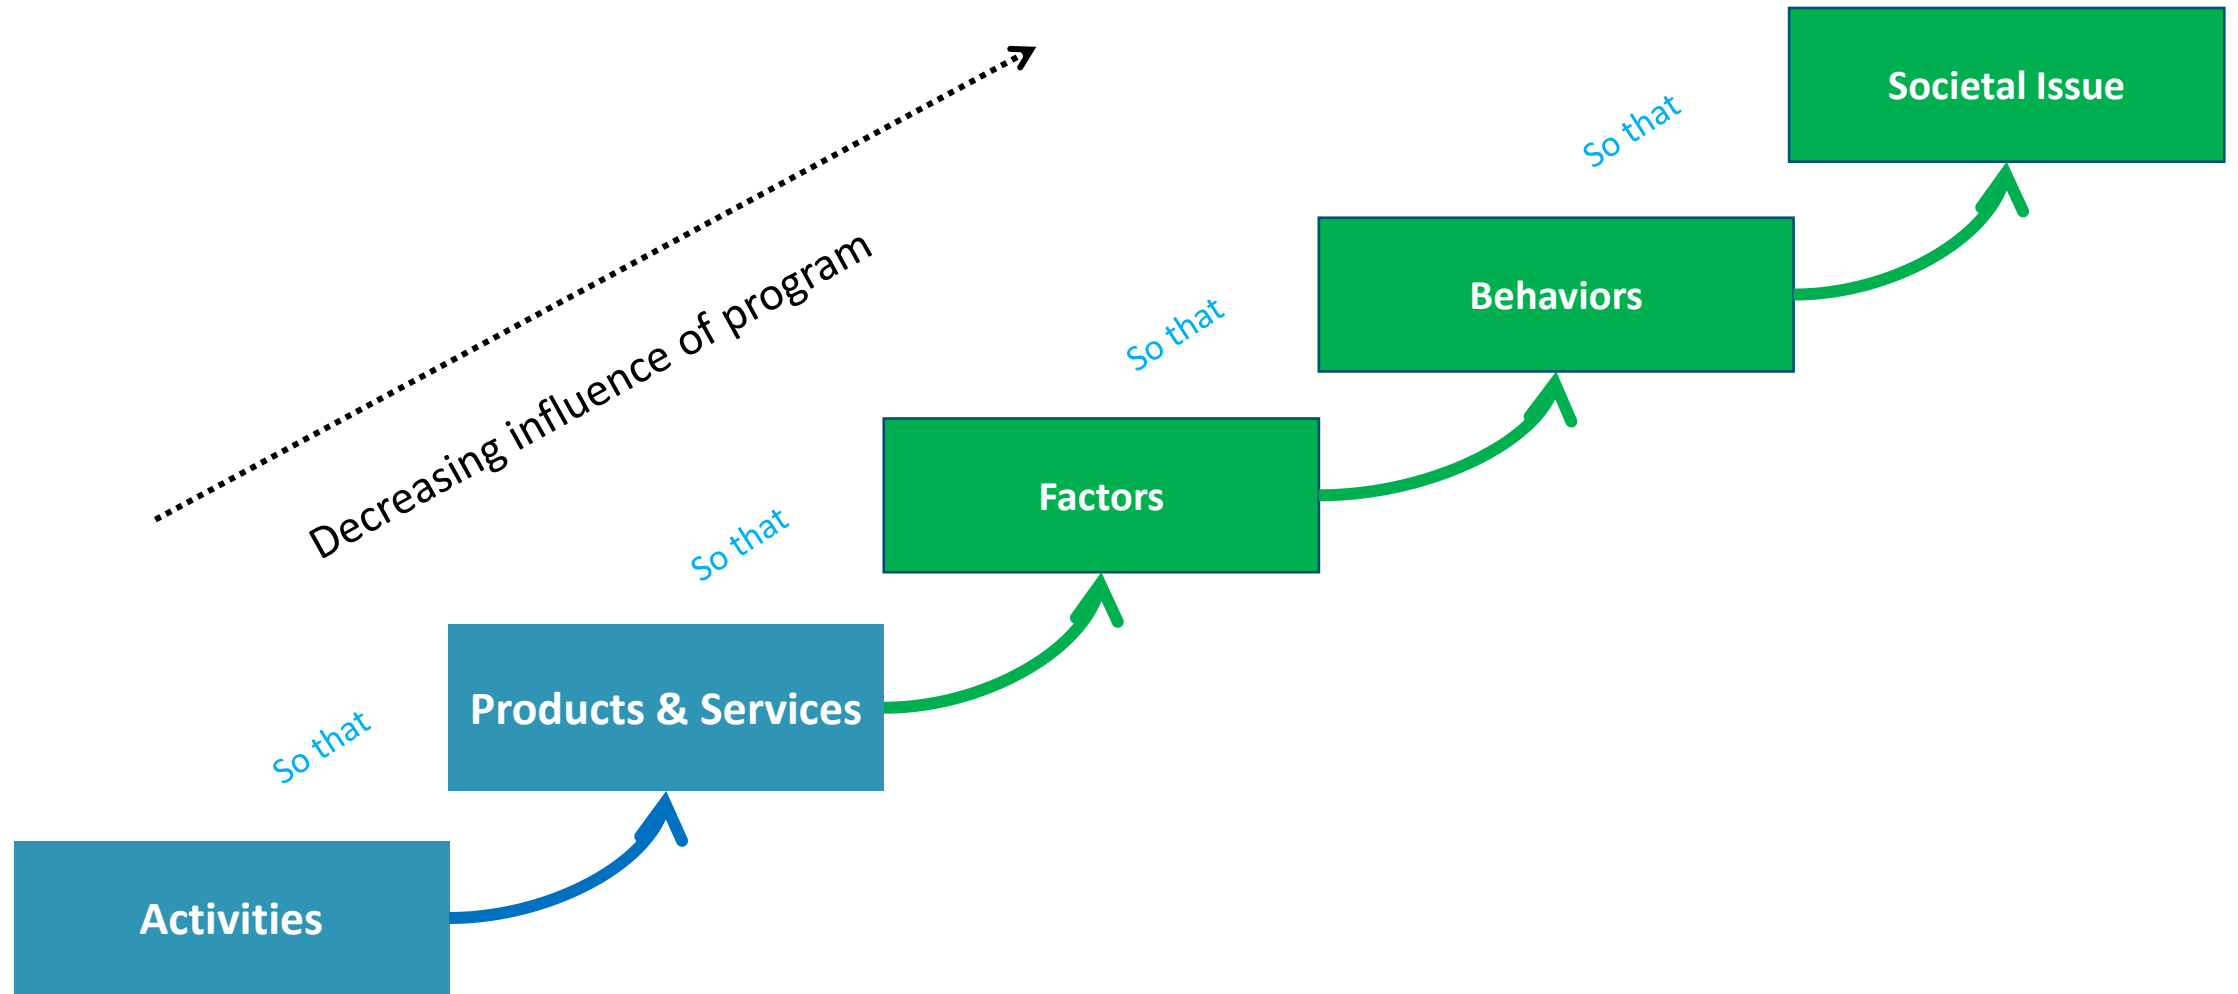 Societal Issue
So that
Behaviors
So that
Decreasing influence of program
Factors
So that
Products & Services
So that
Activities